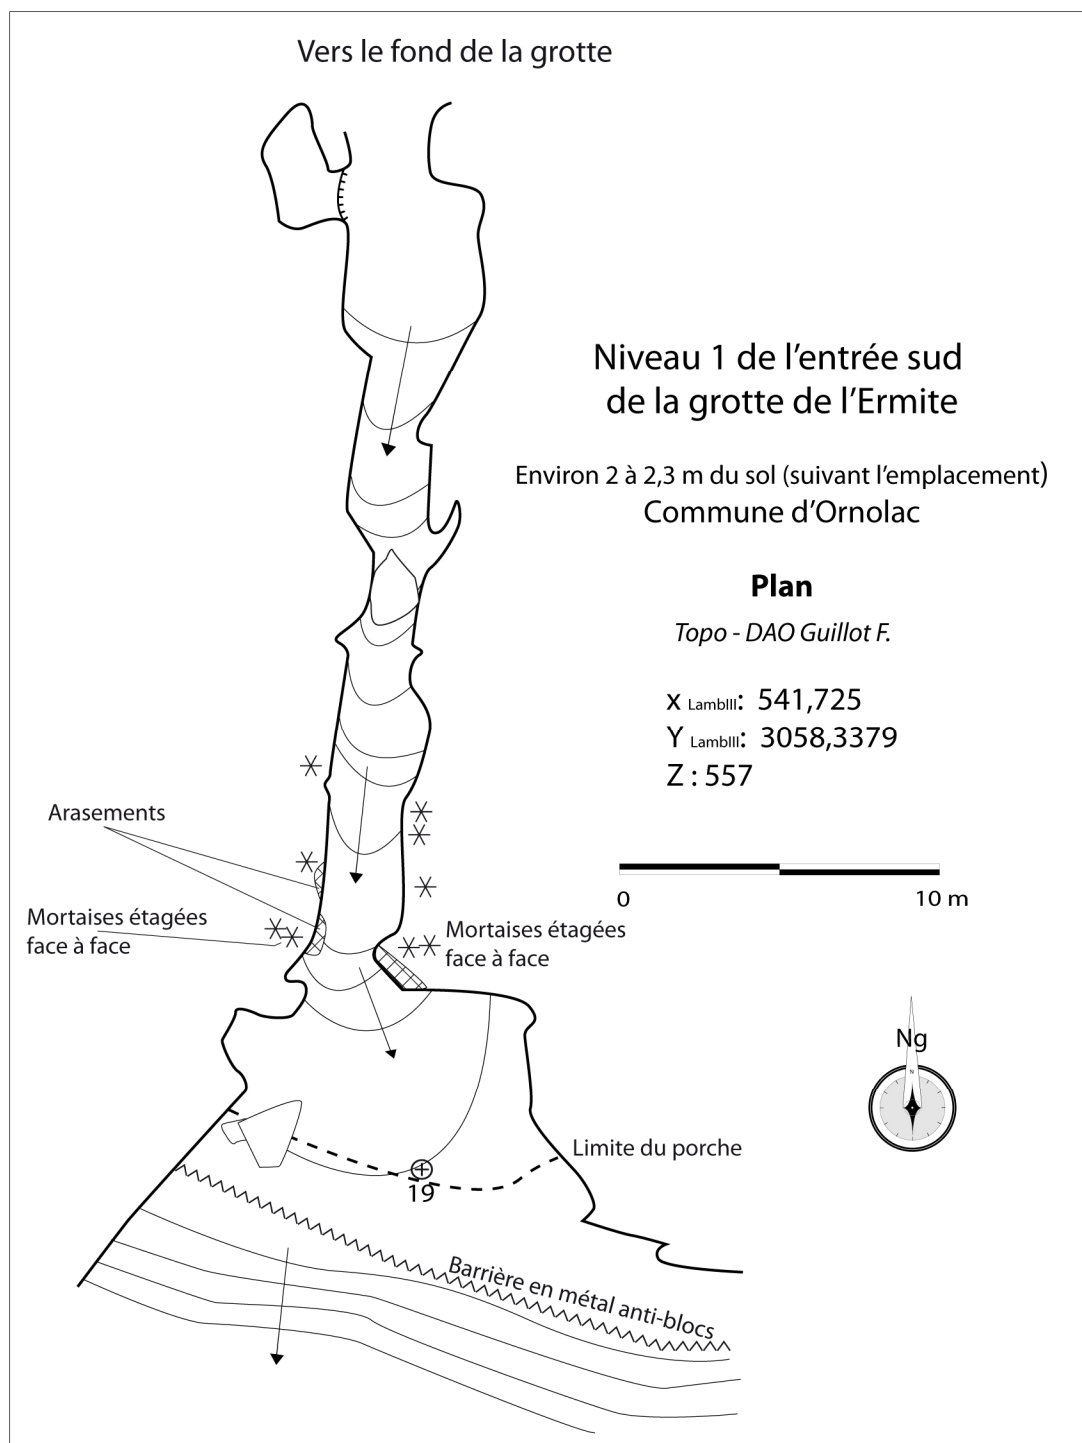 Vers le fond de la grotte
Niveau 1 de l'entrée sud
de la grotte de l'Ermite
Environ 2 à 2,3 m du sol (suivant l'emplacement)
Commune d'Ornolac
Plan
Topo - DAO Guillot F.
x LambIII: 541,725
Y LambIII: 3058,3379
Z : 557
Arasements
0
10 m
Mortaises étagées
face à face
Mortaises étagées
face à face
Ng
N
Limite du porche
19
Barrière en métal anti-blocs